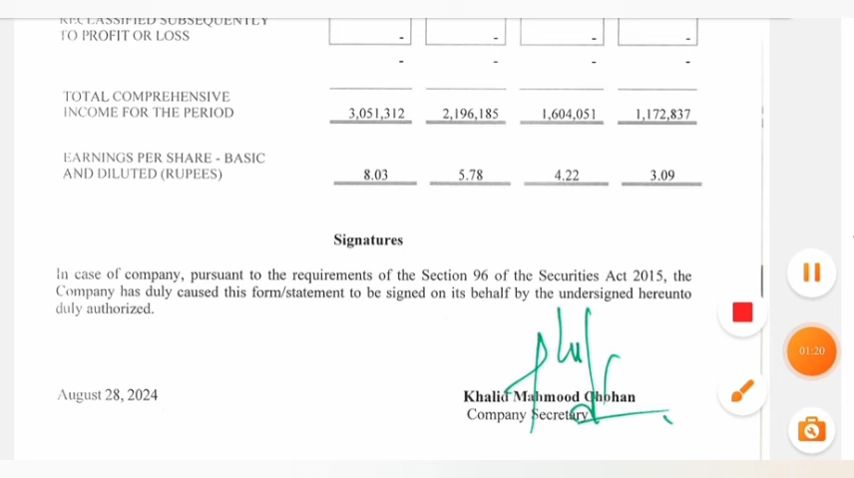 RECLASSIFIED SUBSEQUENTLY
TO PROFIT OR LOSS - - - -
- - - -
TOTAL COMPREHENSIVE
INCOME FOR THE PERIOD 3,051,312 2,196,185 1,604,051 1,172,837
EARNINGS PER SHARE - BASIC
AND DILUTED (RUPEES) 8.03 5.78 4.22 3.09
Signatures
In case of company, pursuant to the requirements of the Section 96 of the Securities Act 2015, the
Company has duly caused this form/statement to be signed on its behalf by the undersigned hereunto
duly authorized.
August 28, 2024
Khalid Mahmood Chohan
Company Secretary
01:20